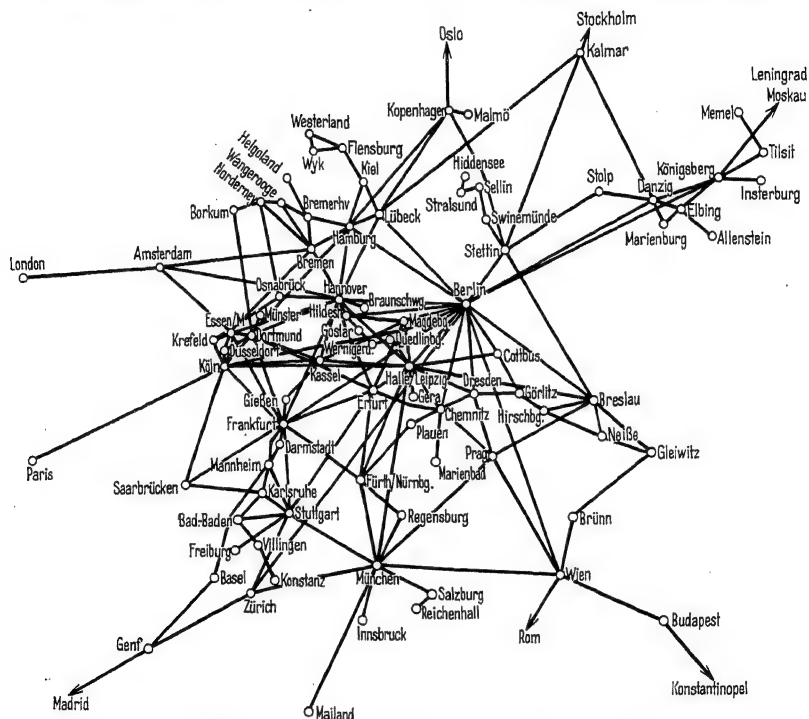 Stockholm
Oslo
Kalmar
Leningrad
Moskau
Kopenhagen
Malmö
Memel
Westerland
Flensburg
Wyk
Tilsit
Helgoland
Wangerooge
Norderney
Kiel
Hiddensee
Sellin
Stralsund
Stolp
Danzig
Königsberg
Insterburg
Borkum
Bremerhv
Lübeck
Swinemünde
Elbing
Hamburg
Marienburg
Allenstein
Stettin
Amsterdam
Bremen
London
Osnabrück
Hannover
Berlin
Braunschwg.
Essen/M
Münster
Hildesh.
Magdebg.
Krefeld
Dortmund
Goslar
Quedlinbg.
Düsseldorf
Wernigerd.
Cottbus
Köln
Kassel
Halle/Leipzig
Dresden
Görlitz
Gießen
Erfurt
Gera
Chemnitz
Hirschbg.
Breslau
Frankfurt
Plauen
Neiße
Darmstadt
Prag
Gleiwitz
Paris
Mannheim
Marienbad
Saarbrücken
Karlsruhe
Fürth/Nürnbg.
Bad-Baden
Stuttgart
Regensburg
Brünn
Freiburg
Villingen
Basel
Konstanz
München
Wien
Zürich
Salzburg
Reichenhall
Genf
Innsbruck
Rom
Budapest
Madrid
Konstantinopel
Mailand